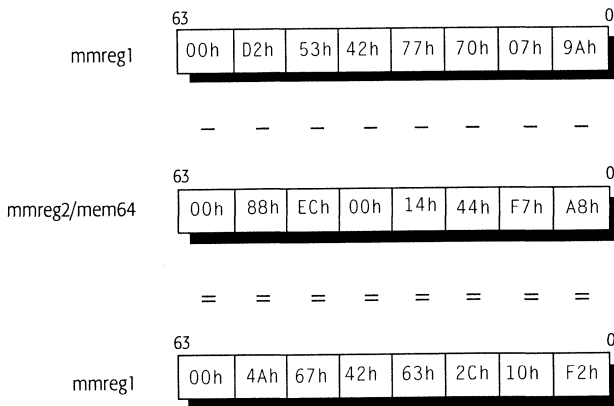 63 0
mmreg1 00h D2h 53h 42h 77h 70h 07h 9Ah
– – – – – – – –
63 0
mmreg2/mem64 00h 88h ECh 00h 14h 44h F7h A8h
= = = = = = = =
63 0
mmreg1 00h 4Ah 67h 42h 63h 2Ch 10h F2h